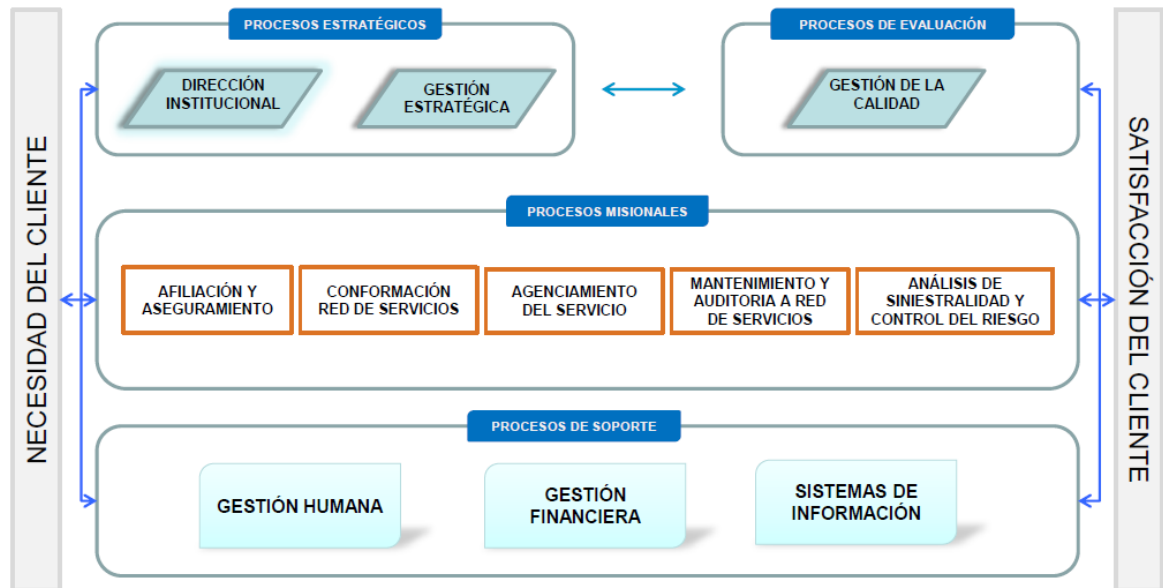 NECESIDAD DEL CLIENTE
PROCESOS ESTRATÉGICOS
DIRECCIÓN
INSTITUCIONAL
GESTIÓN
ESTRATÉGICA
PROCESOS DE EVALUACIÓN
GESTIÓN DE LA
CALIDAD
PROCESOS MISIONALES
AFILIACIÓN Y
ASEGURAMIENTO
CONFORMACIÓN
RED DE SERVICIOS
AGENCIAMIENTO
DEL SERVICIO
MANTENIMIENTO Y
AUDITORIA A RED
DE SERVICIOS
ANÁLISIS DE
SINIESTRALIDAD Y
CONTROL DEL RIESGO
PROCESOS DE SOPORTE
GESTIÓN HUMANA
GESTIÓN
FINANCIERA
SISTEMAS DE
INFORMACIÓN
SATISFACCIÓN DEL CLIENTE